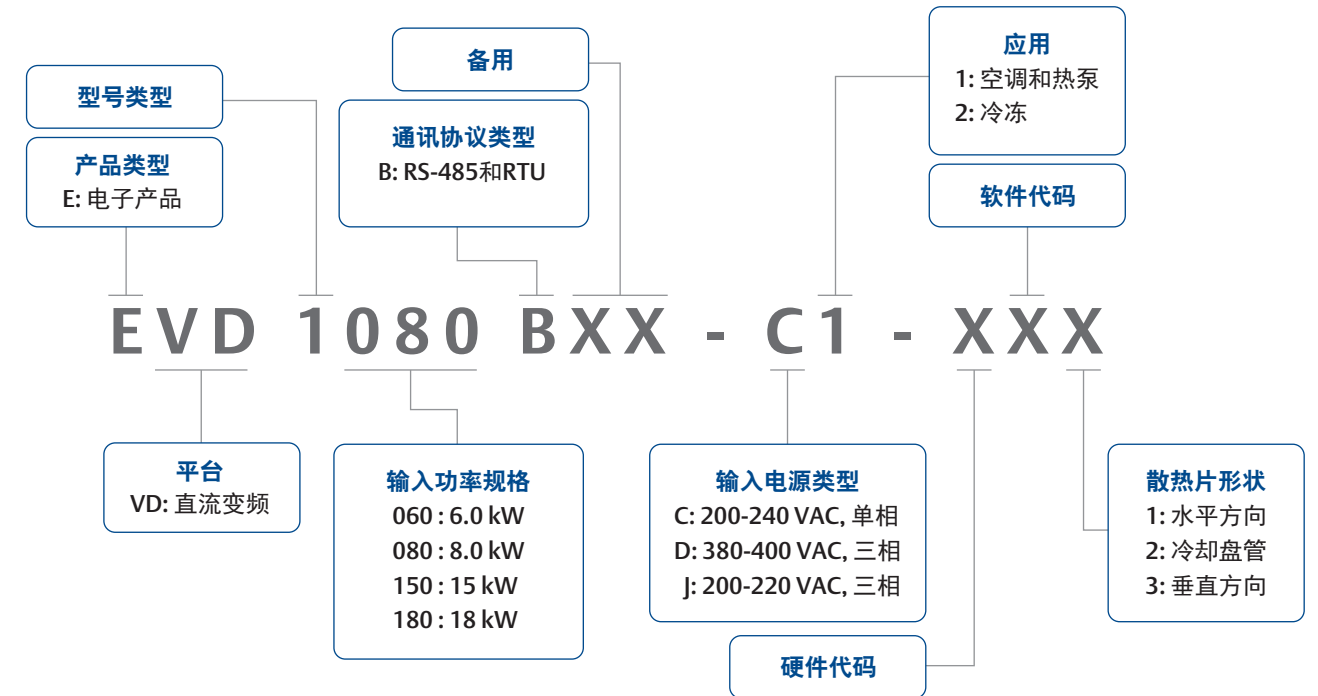 备用
应用
1: 空调和热泵
2: 冷冻
型号类型
通讯协议类型
B: RS-485和RTU
产品类型
E: 电子产品
软件代码
EVD 1080 BXX - C1 - XXX
平台
VD: 直流变频
输入功率规格
060 : 6.0 kW
080 : 8.0 kW
150 : 15 kW
180 : 18 kW
输入电源类型
C: 200-240 VAC, 单相
D: 380-400 VAC, 三相
J: 200-220 VAC, 三相
散热片形状
1: 水平方向
2: 冷却盘管
3: 垂直方向
硬件代码